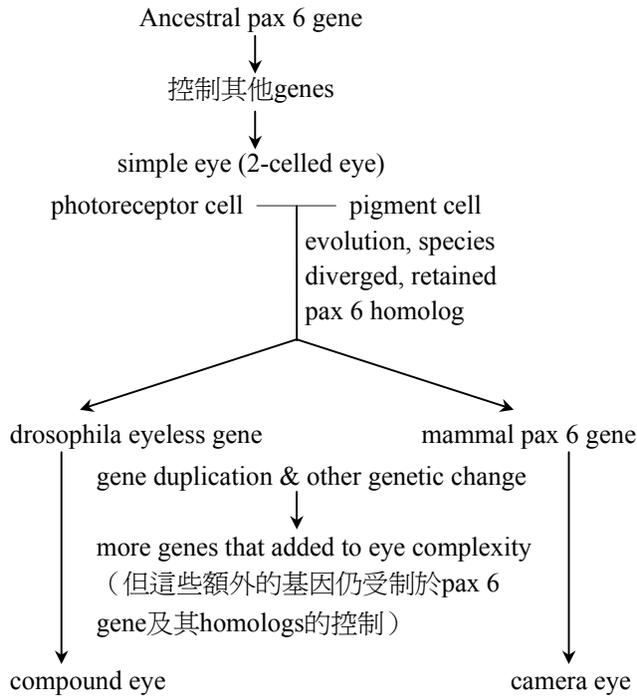 Ancestral pax 6 gene
控制其他genes
simple eye (2-celled eye)
photoreceptor cell
pigment cell
evolution, species
diverged, retained
pax 6 homolog
drosophila eyeless gene
mammal pax 6 gene
gene duplication & other genetic change
more genes that added to eye complexity
（但這些額外的基因仍受制於pax 6
gene及其homologs的控制）
compound eye
camera eye